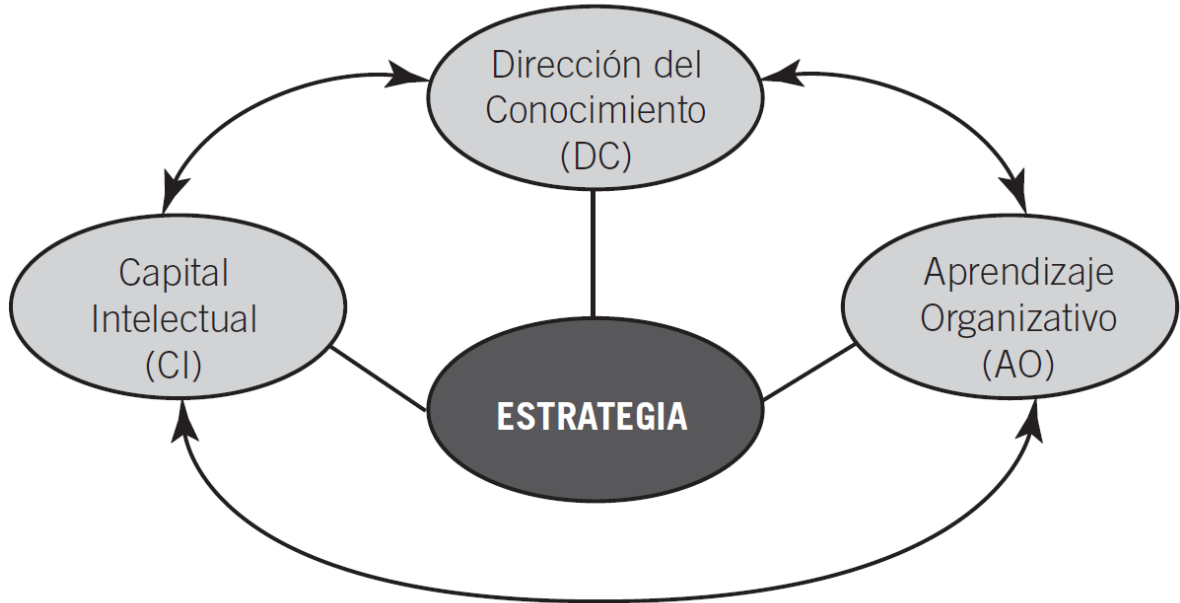 Dirección del
Conocimiento
(DC)
Capital
Intelectual
(CI)
Aprendizaje
Organizativo
(AO)
ESTRATEGIA